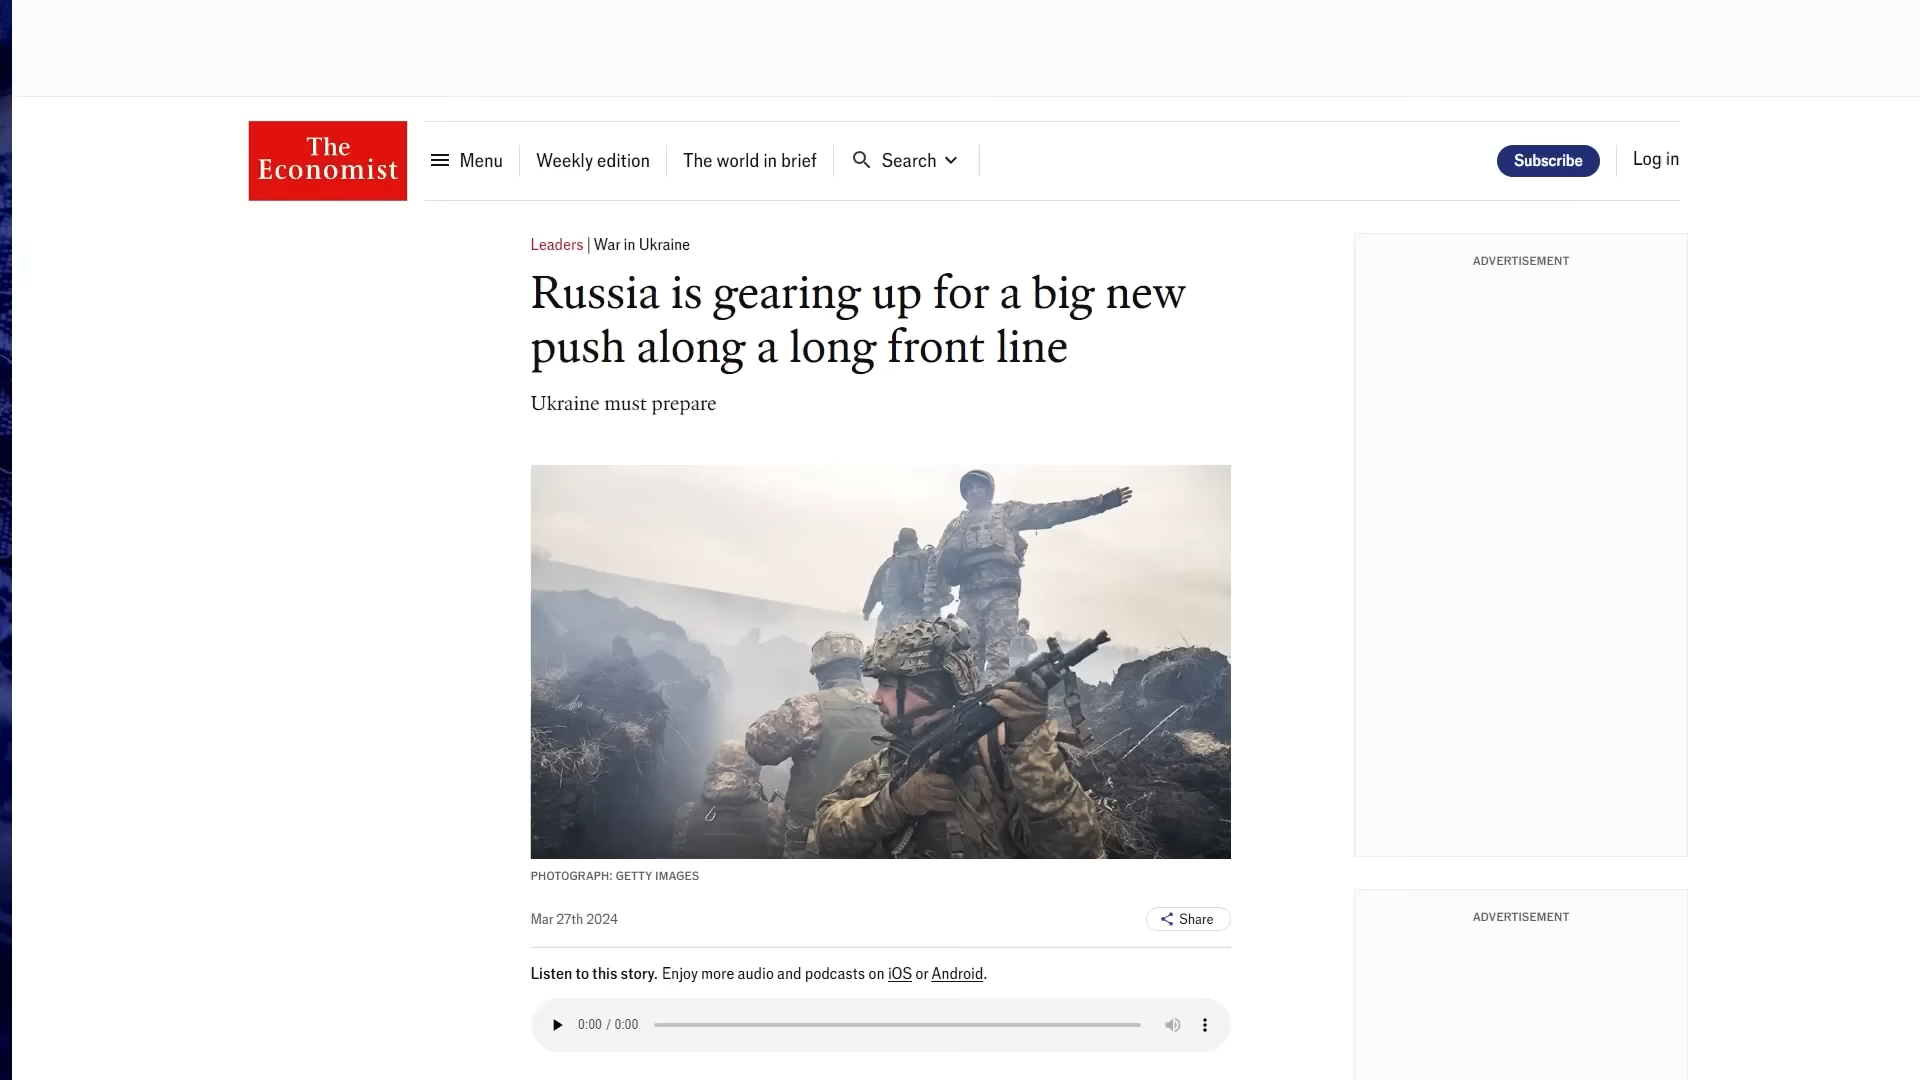 The
Economist
Menu
Weekly edition
The world in brief
Search
Subscribe
Log in
Leaders | War in Ukraine
Russia is gearing up for a big new
push along a long front line
Ukraine must prepare
ADVERTISEMENT
PHOTOGRAPH: GETTY IMAGES
Mar 27th 2024
Share
ADVERTISEMENT
Listen to this story. Enjoy more audio and podcasts on iOS or Android.
0:00 / 0:00